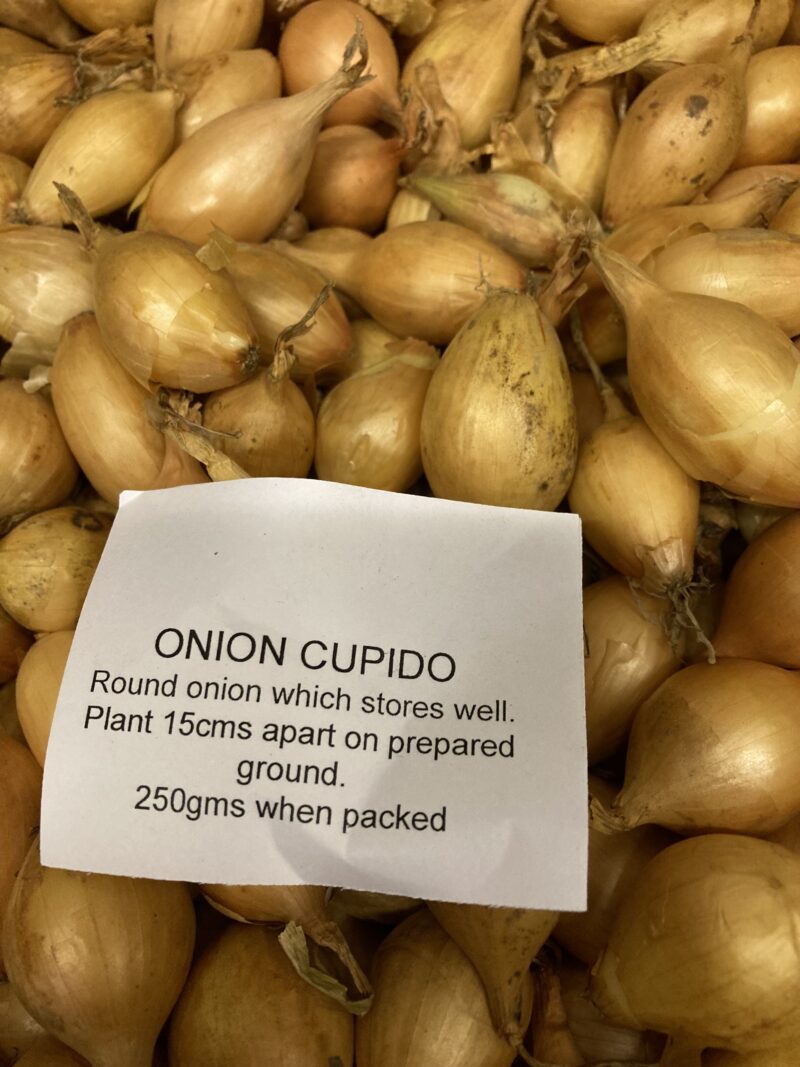 ONION CUPIDO
Round onion which stores well.
Plant 15cms apart on prepared
ground.
250gms when packed